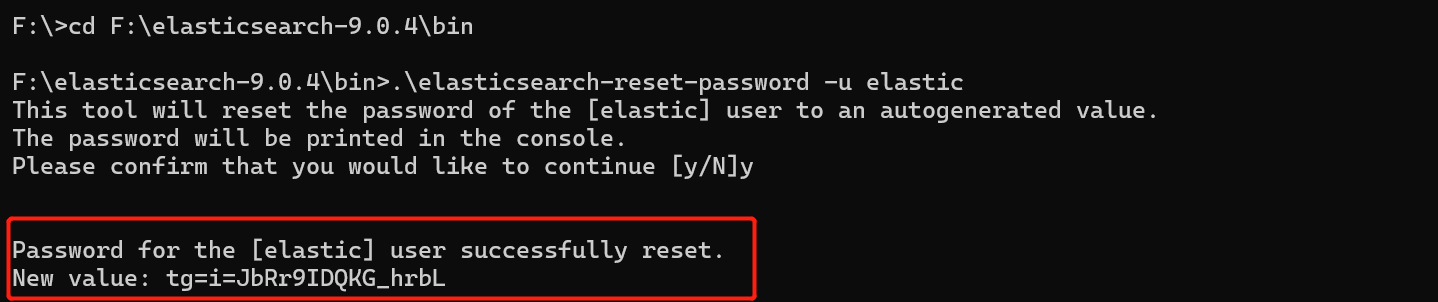 F:\>cd F:\elasticsearch-9.0.4\bin
F:\elasticsearch-9.0.4\bin>.\elasticsearch-reset-password -u elastic
This tool will reset the password of the [elastic] user to an autogenerated value.
The password will be printed in the console.
Please confirm that you would like to continue [y/N]y
Password for the [elastic] user successfully reset.
New value: tg=i=JbRr9IDQKG_hrbL